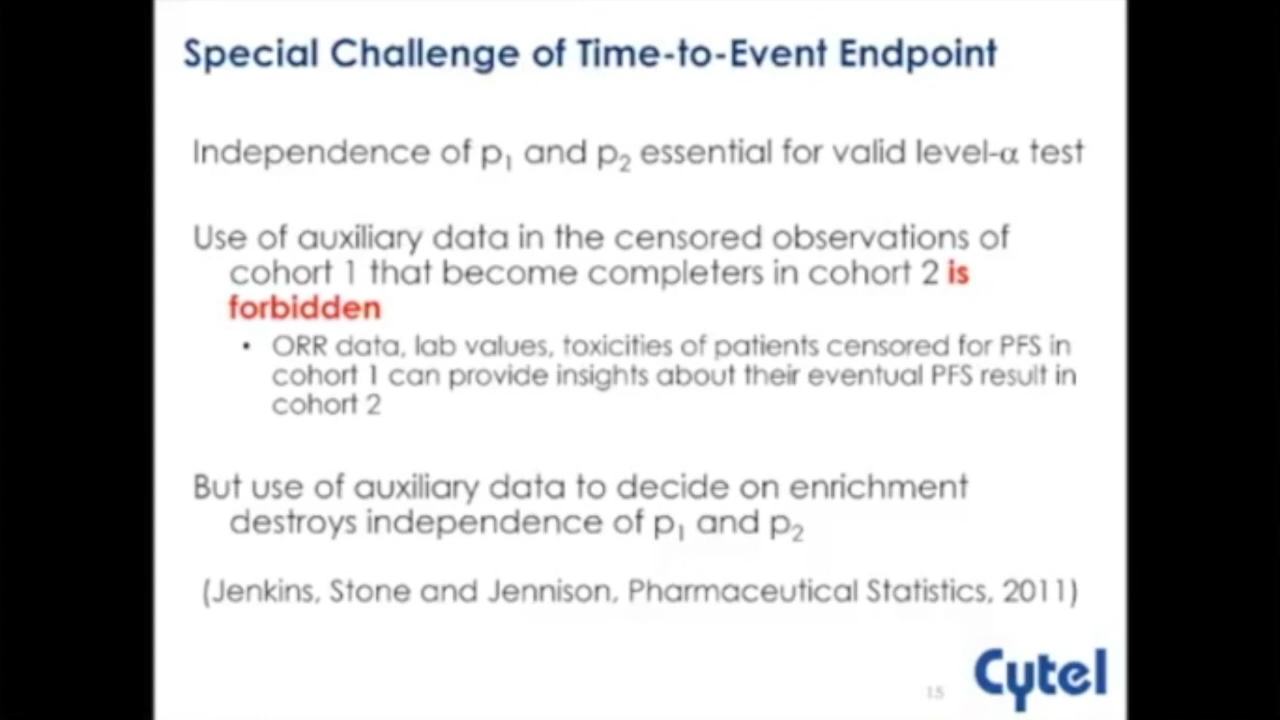 Special Challenge of Time-to-Event Endpoint
Independence of p₁ and p₂ essential for valid level-α test
Use of auxiliary data in the censored observations of
cohort 1 that become completers in cohort 2 is
forbidden
• ORR data, lab values, toxicities of patients censored for PFS in
cohort 1 can provide insights about their eventual PFS result in
cohort 2
But use of auxiliary data to decide on enrichment
destroys independence of p₁ and p₂
(Jenkins, Stone and Jennison, Pharmaceutical Statistics, 2011)
15
Cytel